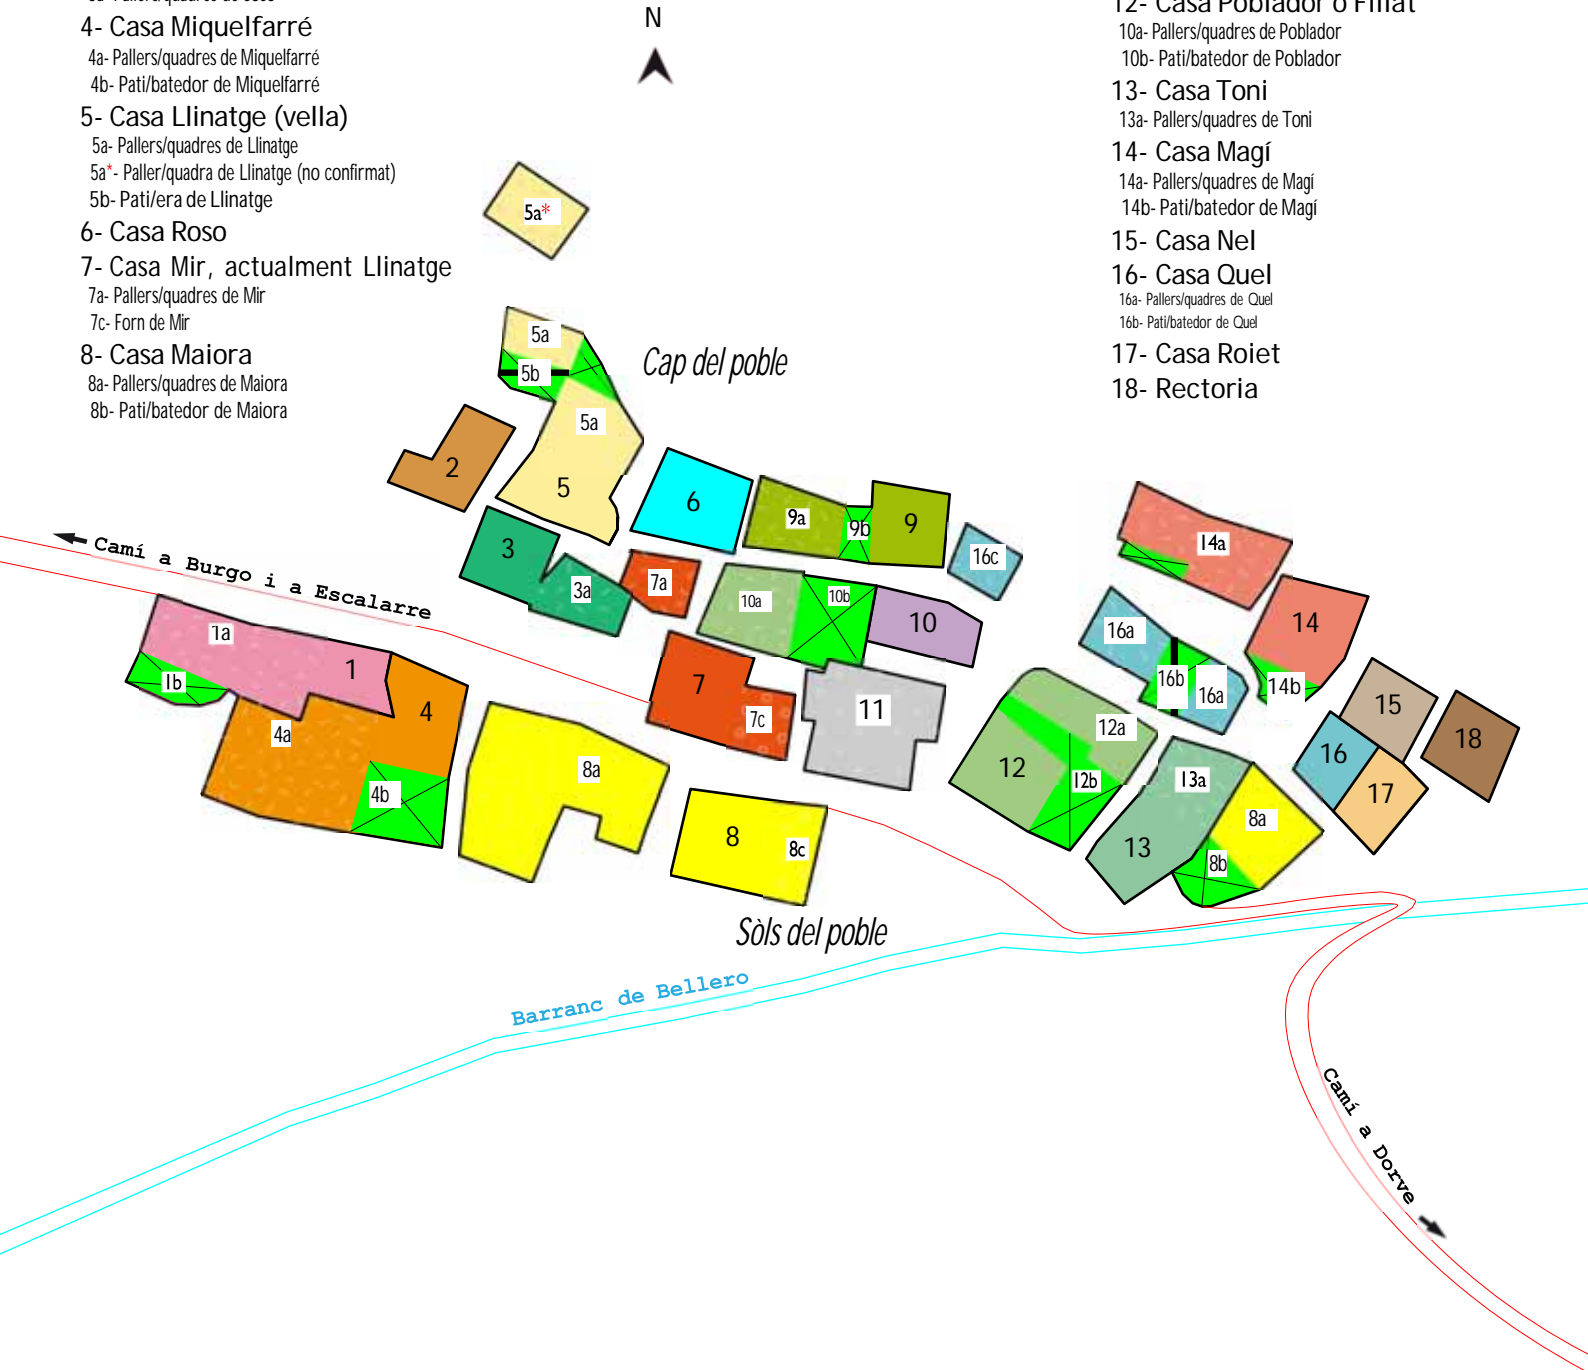 4- Casa Miquelfarré
4a- Pallers/quadres de Miquelfarré
4b- Pati/batedor de Miquelfarré
5- Casa Llinatge (vella)
5a- Pallers/quadres de Llinatge
5a*- Paller/quadra de Llinatge (no confirmat)
5b- Pati/era de Llinatge
6- Casa Roso
7- Casa Mir, actualment Llinatge
7a- Pallers/quadres de Mir
7c- Forn de Mir
8- Casa Maiora
8a- Pallers/quadres de Maiora
8b- Pati/batedor de Maiora
N
12- Casa Poblador o Fillat
10a- Pallers/quadres de Poblador
10b- Pati/batedor de Poblador
13- Casa Toni
13a- Pallers/quadres de Toni
14- Casa Magí
14a- Pallers/quadres de Magí
14b- Pati/batedor de Magí
15- Casa Nel
16- Casa Quel
16a- Pallers/quadres de Quel
16b- Pati/batedor de Quel
17- Casa Roiet
18- Rectoria
5a*
5a
5b
Cap del poble
5a
2
5
6
9a
9b
9
16c
14a
3
3a
7a
10a
10b
10
16a
14
Camí a Burgo i a Escalarre
1a
1
1b
4
4a
4b
7
7c
11
16b
16a
14b
15
18
12a
12
12b
13a
16
17
8a
8
8c
13
8a
8b
Sòls del poble
Barranc de Bellero
Camí a Dorve